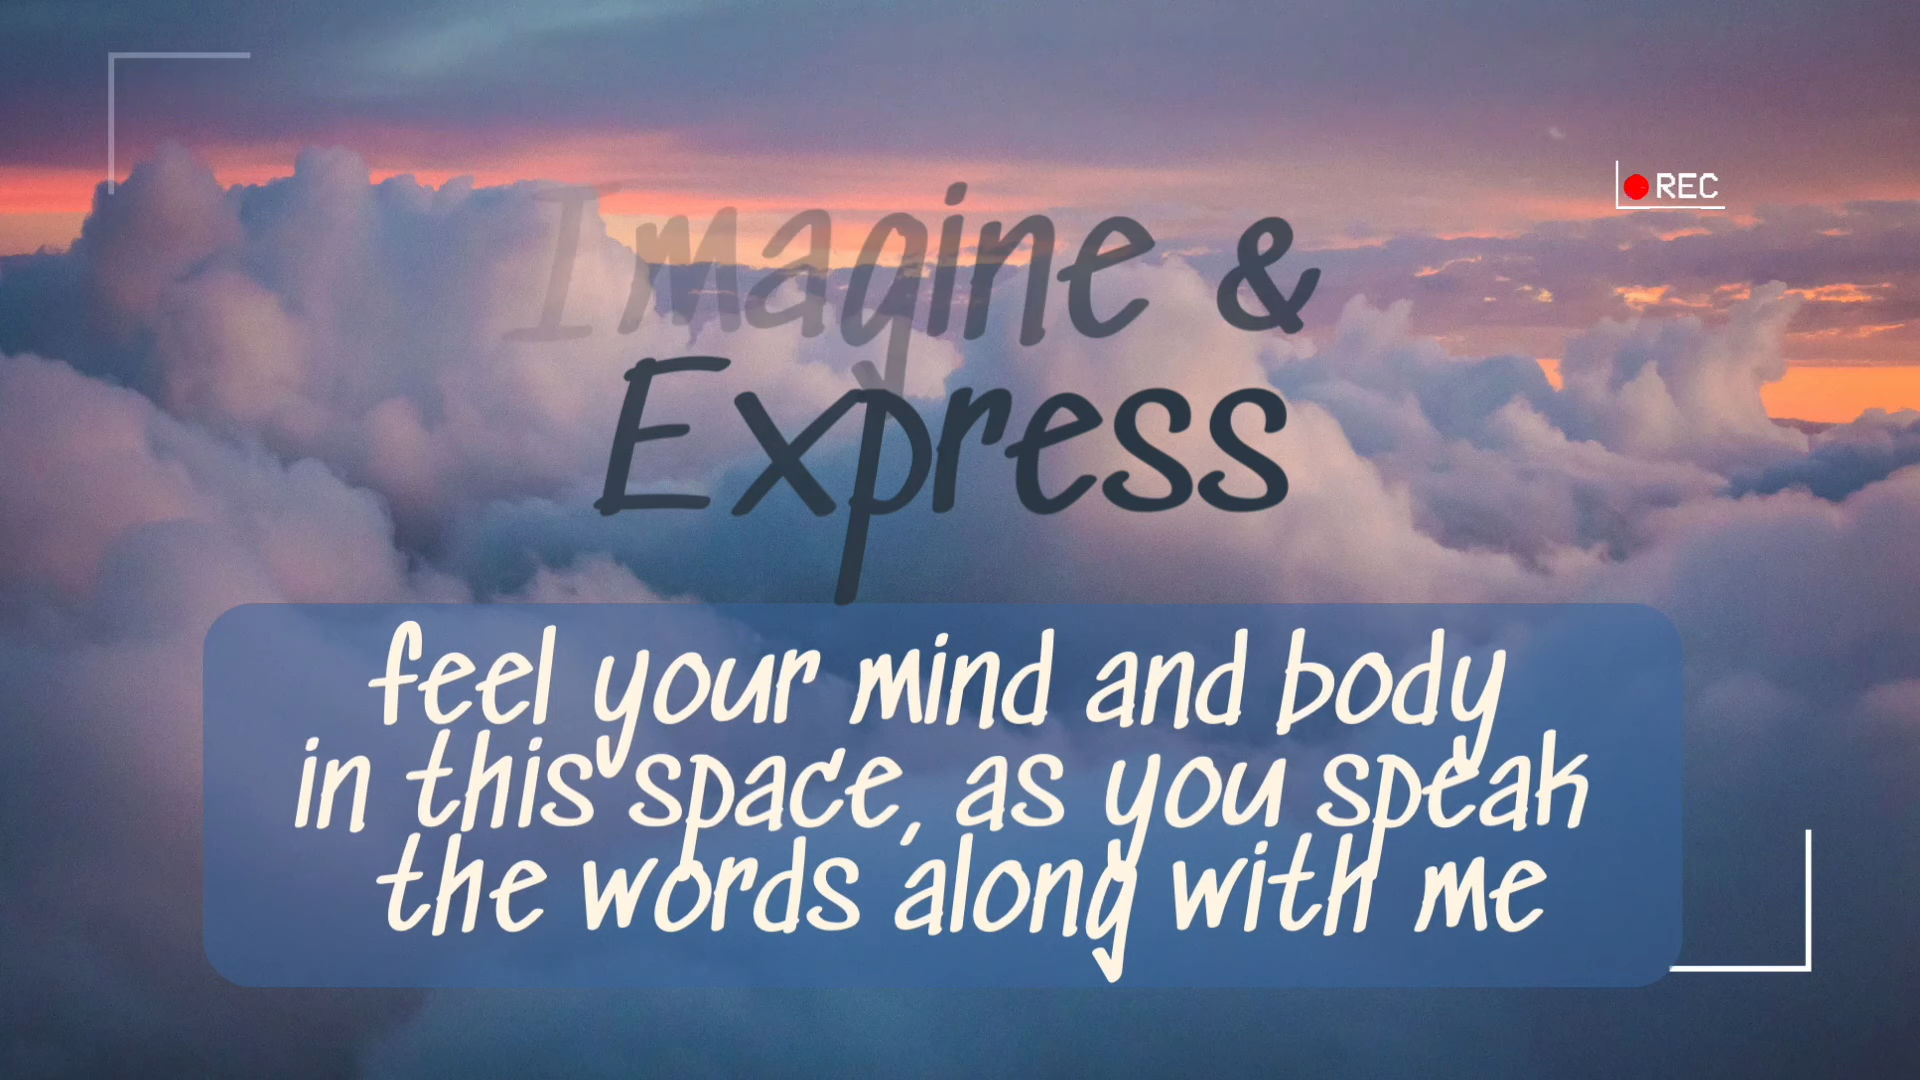 REC
Imagine &
Express
feel your mind and body
in this space, as you speak
the words along with me